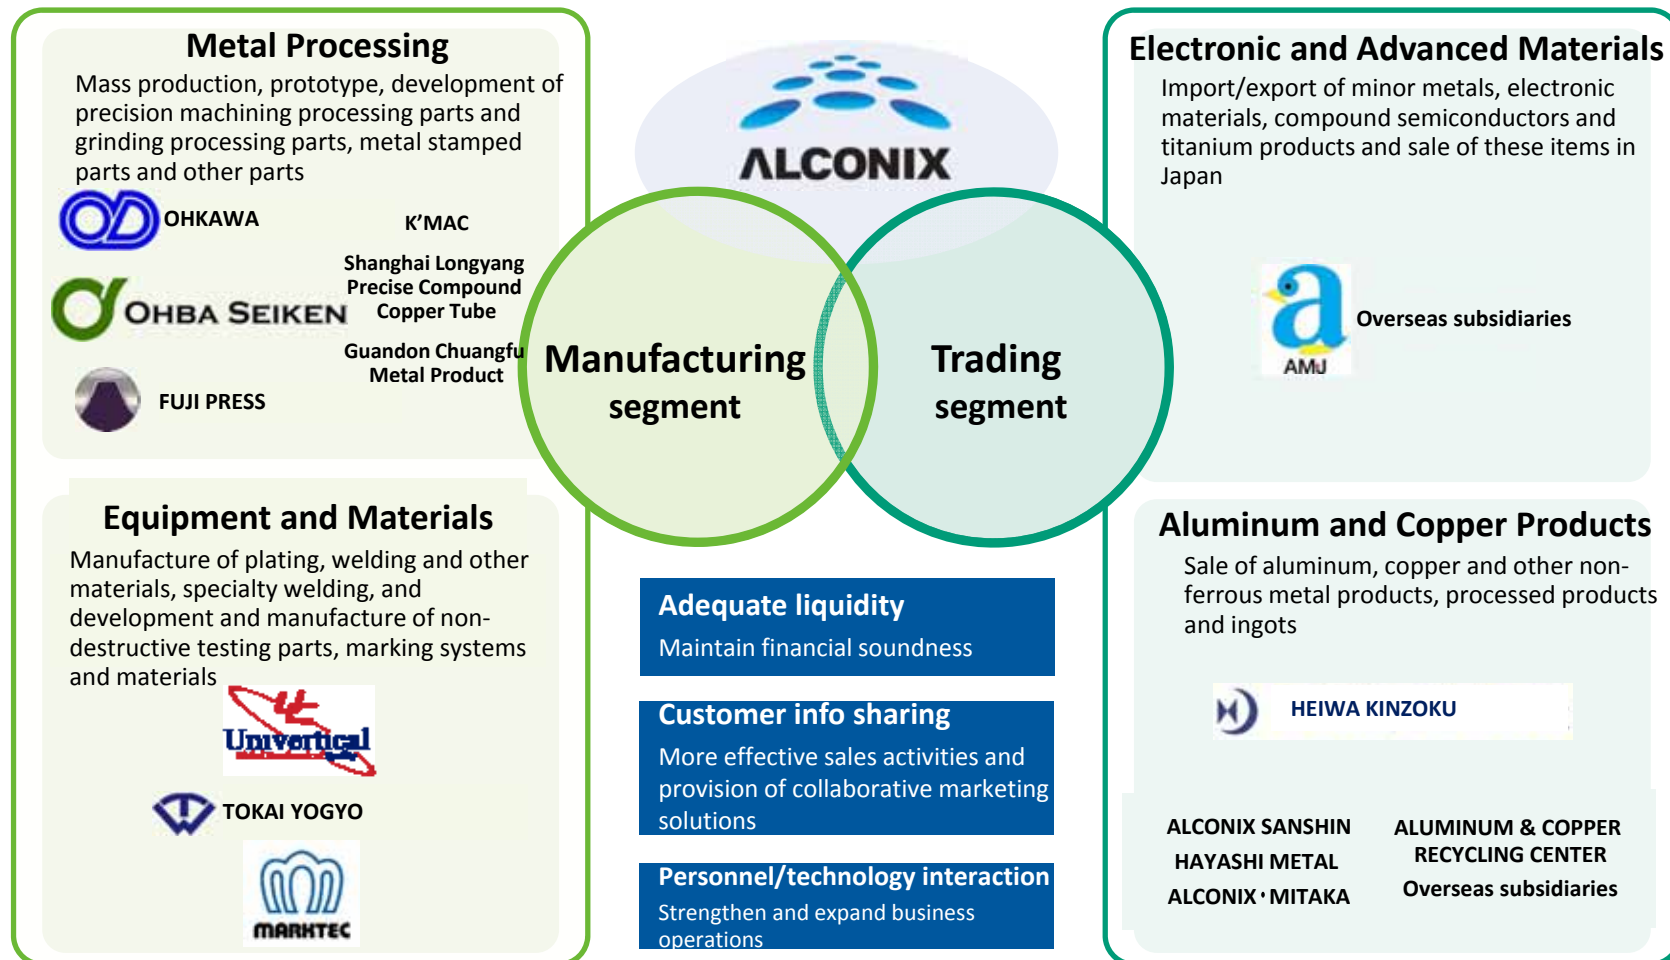 Metal Processing
Mass production, prototype, development of
precision machining processing parts and
grinding processing parts, metal stamped
parts and other parts
OHKAWA
K’MAC
OHBA SEIKEN
Shanghai Longyang
Precise Compound
Copper Tube
Guandon Chuangfu
Metal Product
FUJI PRESS
Equipment and Materials
Manufacture of plating, welding and other
materials, specialty welding, and
development and manufacture of non-
destructive testing parts, marking systems
and materials
Univertical
TOKAI YOGYO
MARKTEC
ALCONIX
Manufacturing
segment
Trading
segment
Adequate liquidity
Maintain financial soundness
Customer info sharing
More effective sales activities and
provision of collaborative marketing
solutions
Personnel/technology interaction
Strengthen and expand business
operations
Electronic and Advanced Materials
Import/export of minor metals, electronic
materials, compound semiconductors and
titanium products and sale of these items in
Japan
a
AMJ
Overseas subsidiaries
Aluminum and Copper Products
Sale of aluminum, copper and other non-
ferrous metal products, processed products
and ingots
HEIWA KINZOKU
ALCONIX SANSHIN
HAYASHI METAL
ALCONIX・MITAKA
ALUMINUM & COPPER
RECYCLING CENTER
Overseas subsidiaries